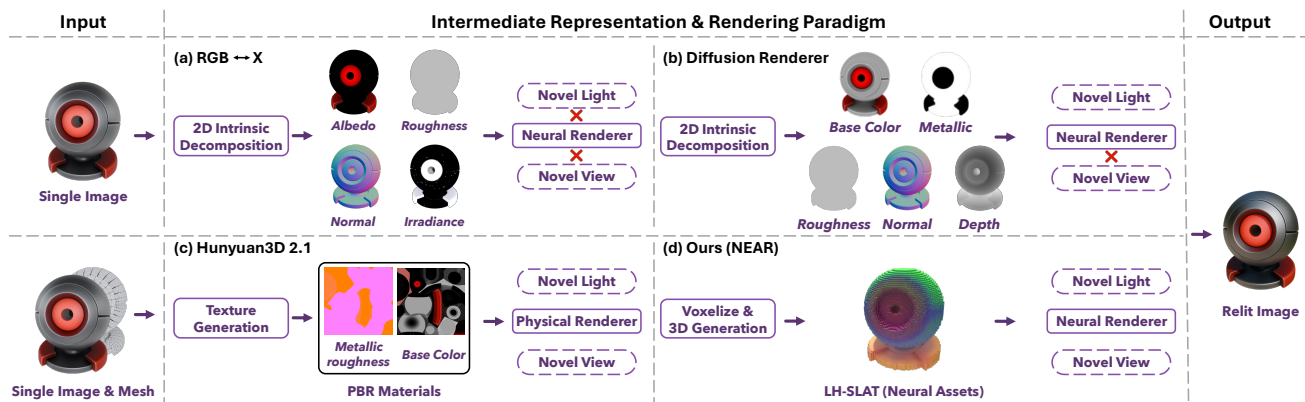 Input
Intermediate Representation & Rendering Paradigm
Output
(a) RGB ↔ X
2D Intrinsic
Decomposition
Albedo
Roughness
Normal
Irradiance
Novel Light
Neural Renderer
Novel View
(b) Diffusion Renderer
2D Intrinsic
Decomposition
Base Color
Metallic
Roughness
Normal
Depth
Novel Light
Neural Renderer
Novel View
Single Image
(c) Hunyuan3D 2.1
Texture
Generation
Metallic
roughness
Base Color
PBR Materials
Novel Light
Physical Renderer
Novel View
(d) Ours (NEAR)
Voxelize &
3D Generation
LH-SLAT (Neural Assets)
Novel Light
Neural Renderer
Novel View
Single Image & Mesh
Relit Image